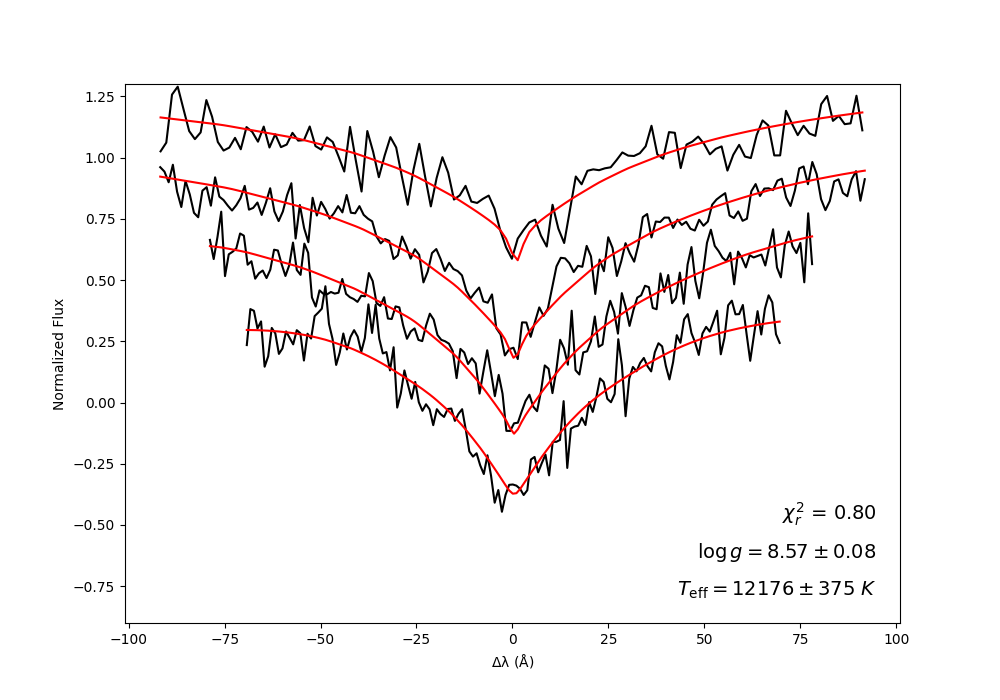 1.25
1.00
0.75
0.50
0.25
0.00
−0.25
−0.50
−0.75
Normalized Flux
χ²ᵣ = 0.80
log g = 8.57 ± 0.08
T_eff = 12176 ± 375 K
−100 −75 −50 −25 0 25 50 75 100
Δλ (Å)